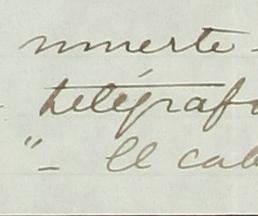 muerte -
- telégrafo
"- El cab